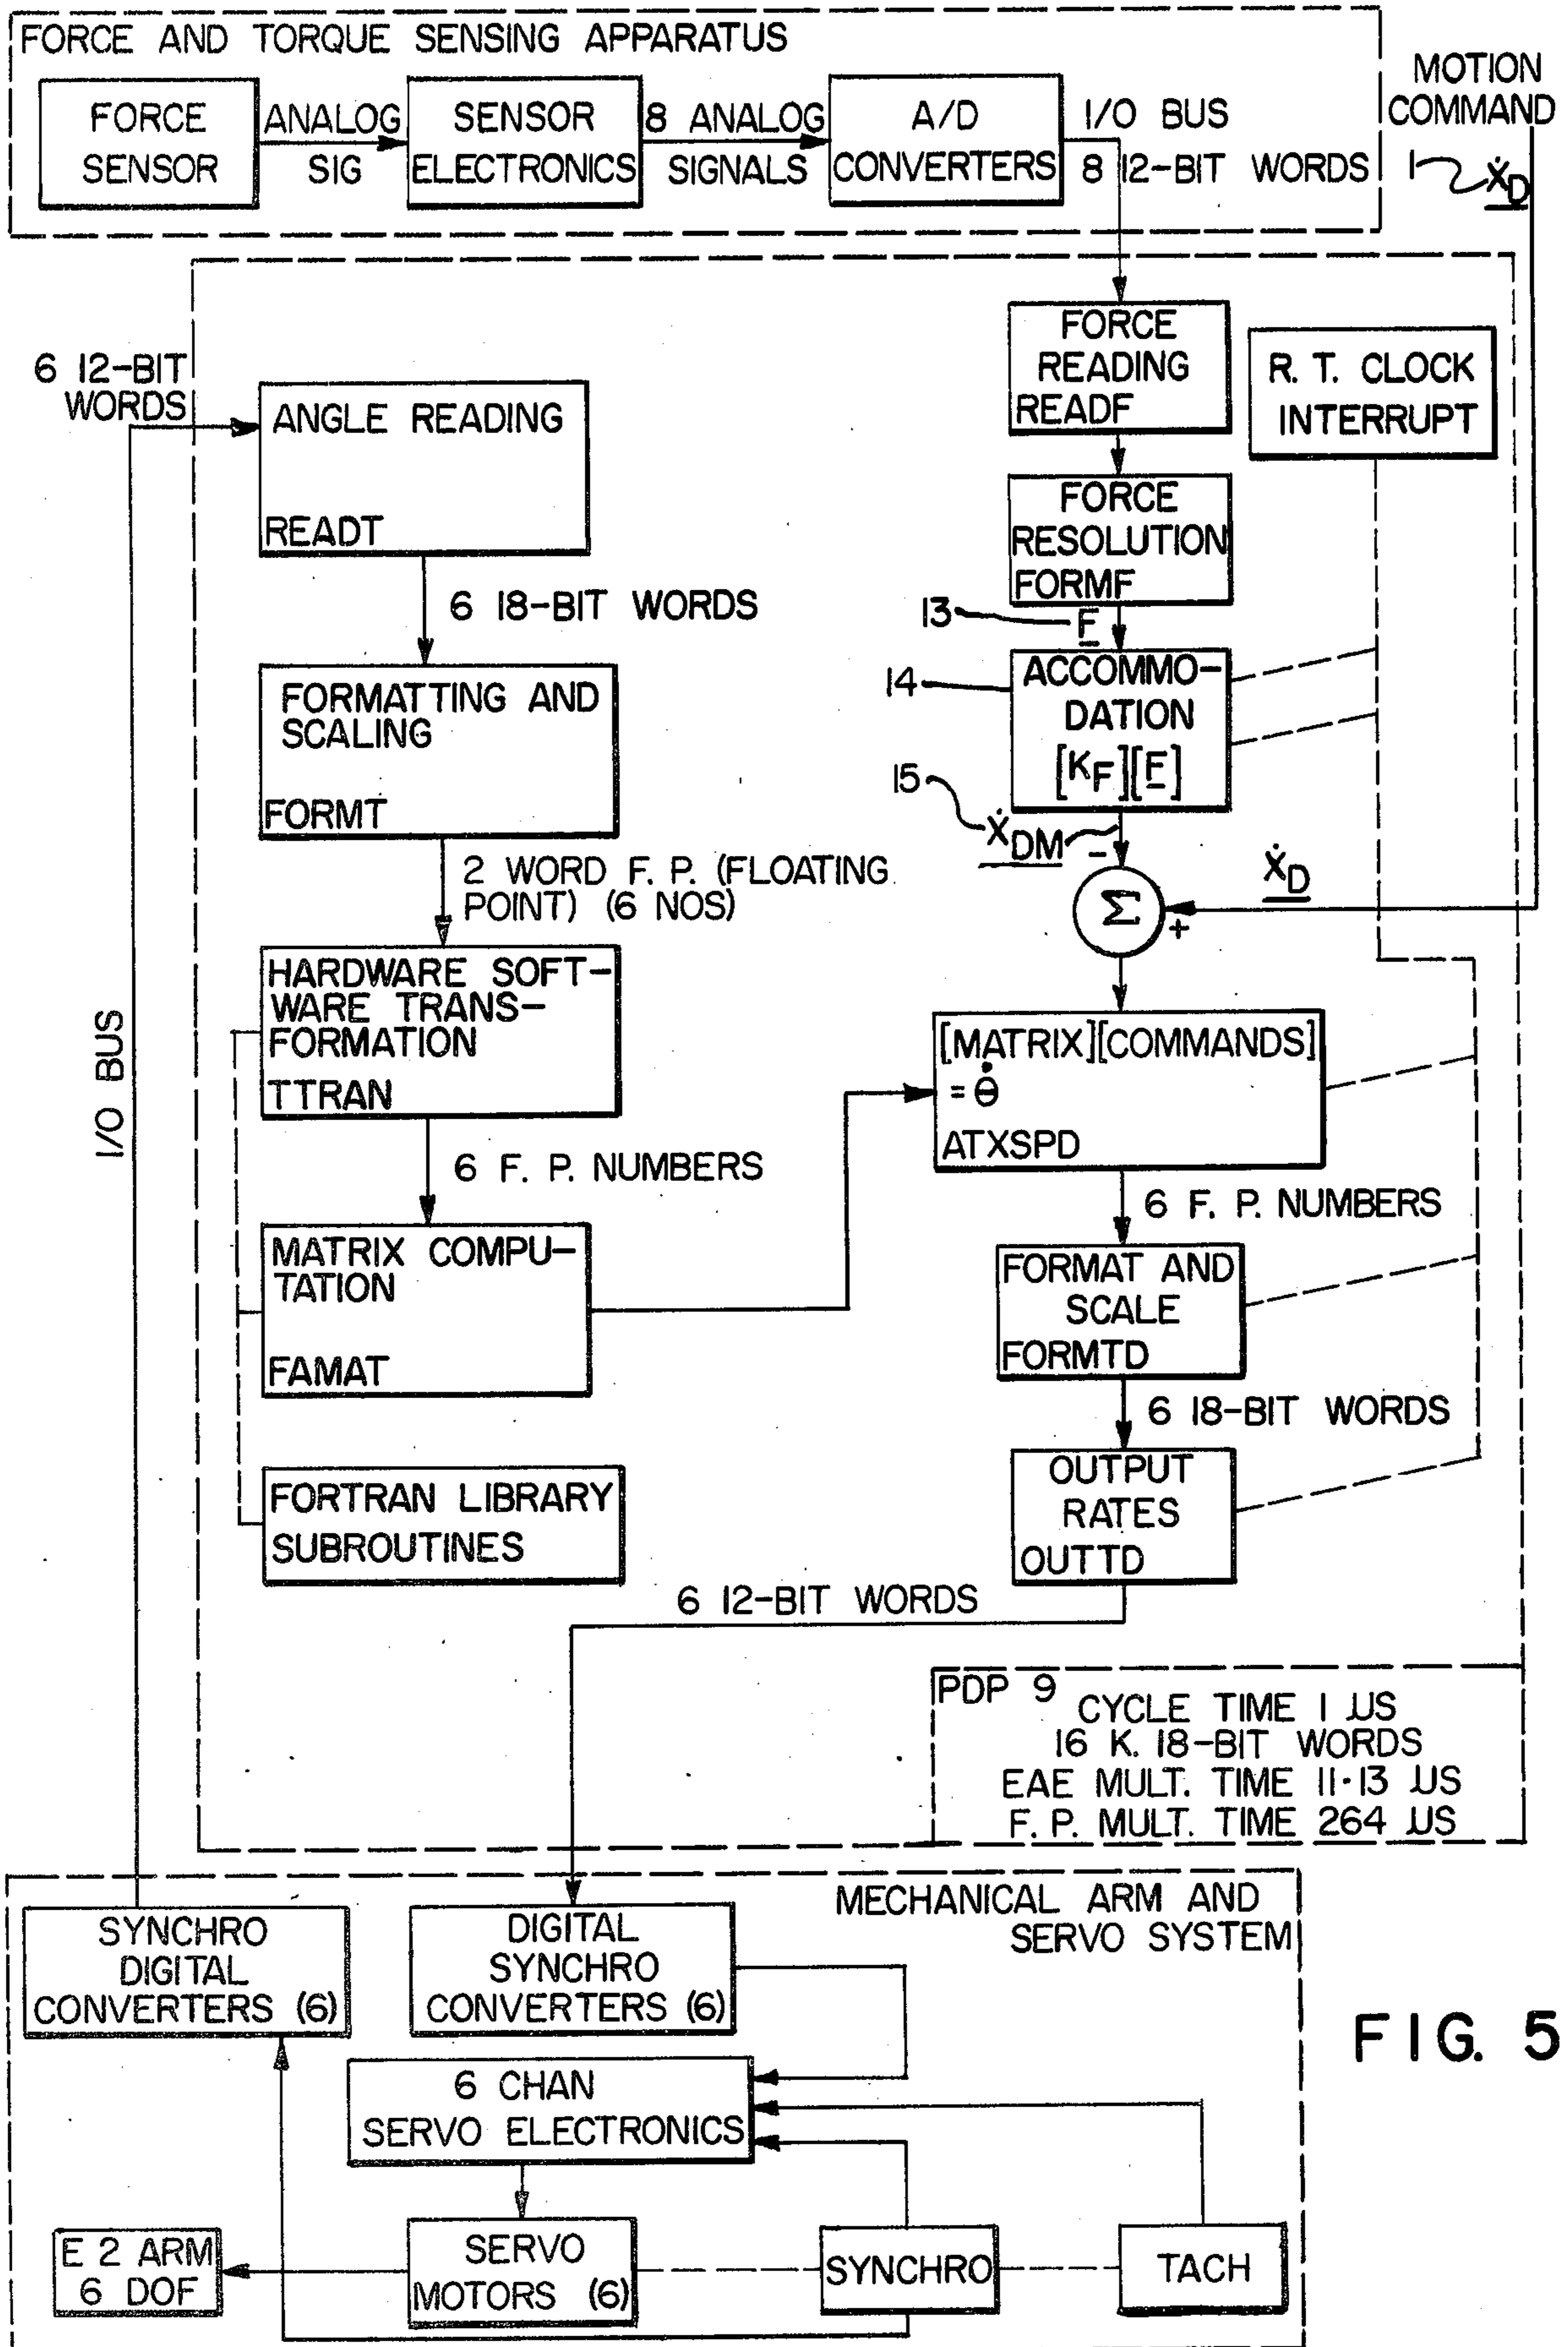 FORCE AND TORQUE SENSING APPARATUS
FORCE
SENSOR
ANALOG
SIG
SENSOR
ELECTRONICS
8 ANALOG
SIGNALS
A/D
CONVERTERS
I/O BUS
8 12-BIT WORDS
MOTION
COMMAND
1
ẊD
6 12-BIT
WORDS
ANGLE READING
READT
6 18-BIT WORDS
FORMATTING AND
SCALING
FORMT
2 WORD F. P. (FLOATING
POINT) (6 NOS)
HARDWARE SOFT-
WARE TRANS-
FORMATION
TTRAN
6 F. P. NUMBERS
MATRIX COMPU-
TATION
FAMAT
FORTRAN LIBRARY
SUBROUTINES
I/O BUS
FORCE
READING
READF
R. T. CLOCK
INTERRUPT
FORCE
RESOLUTION
FORMF
13
F
14
ACCOMMO-
DATION
[KF][F]
15
ẊDM
-
Σ
+
ẊD
[MATRIX][COMMANDS]
= θ̇
ATXSPD
6 F. P. NUMBERS
FORMAT AND
SCALE
FORMTD
6 18-BIT WORDS
OUTPUT
RATES
OUTTD
6 12-BIT WORDS
PDP 9
CYCLE TIME 1 μS
16 K. 18-BIT WORDS
EAE MULT. TIME 11-13 μS
F. P. MULT. TIME 264 μS
MECHANICAL ARM AND
SERVO SYSTEM
SYNCHRO
DIGITAL
CONVERTERS (6)
DIGITAL
SYNCHRO
CONVERTERS (6)
6 CHAN
SERVO ELECTRONICS
E 2 ARM
6 DOF
SERVO
MOTORS (6)
SYNCHRO
TACH
FIG. 5